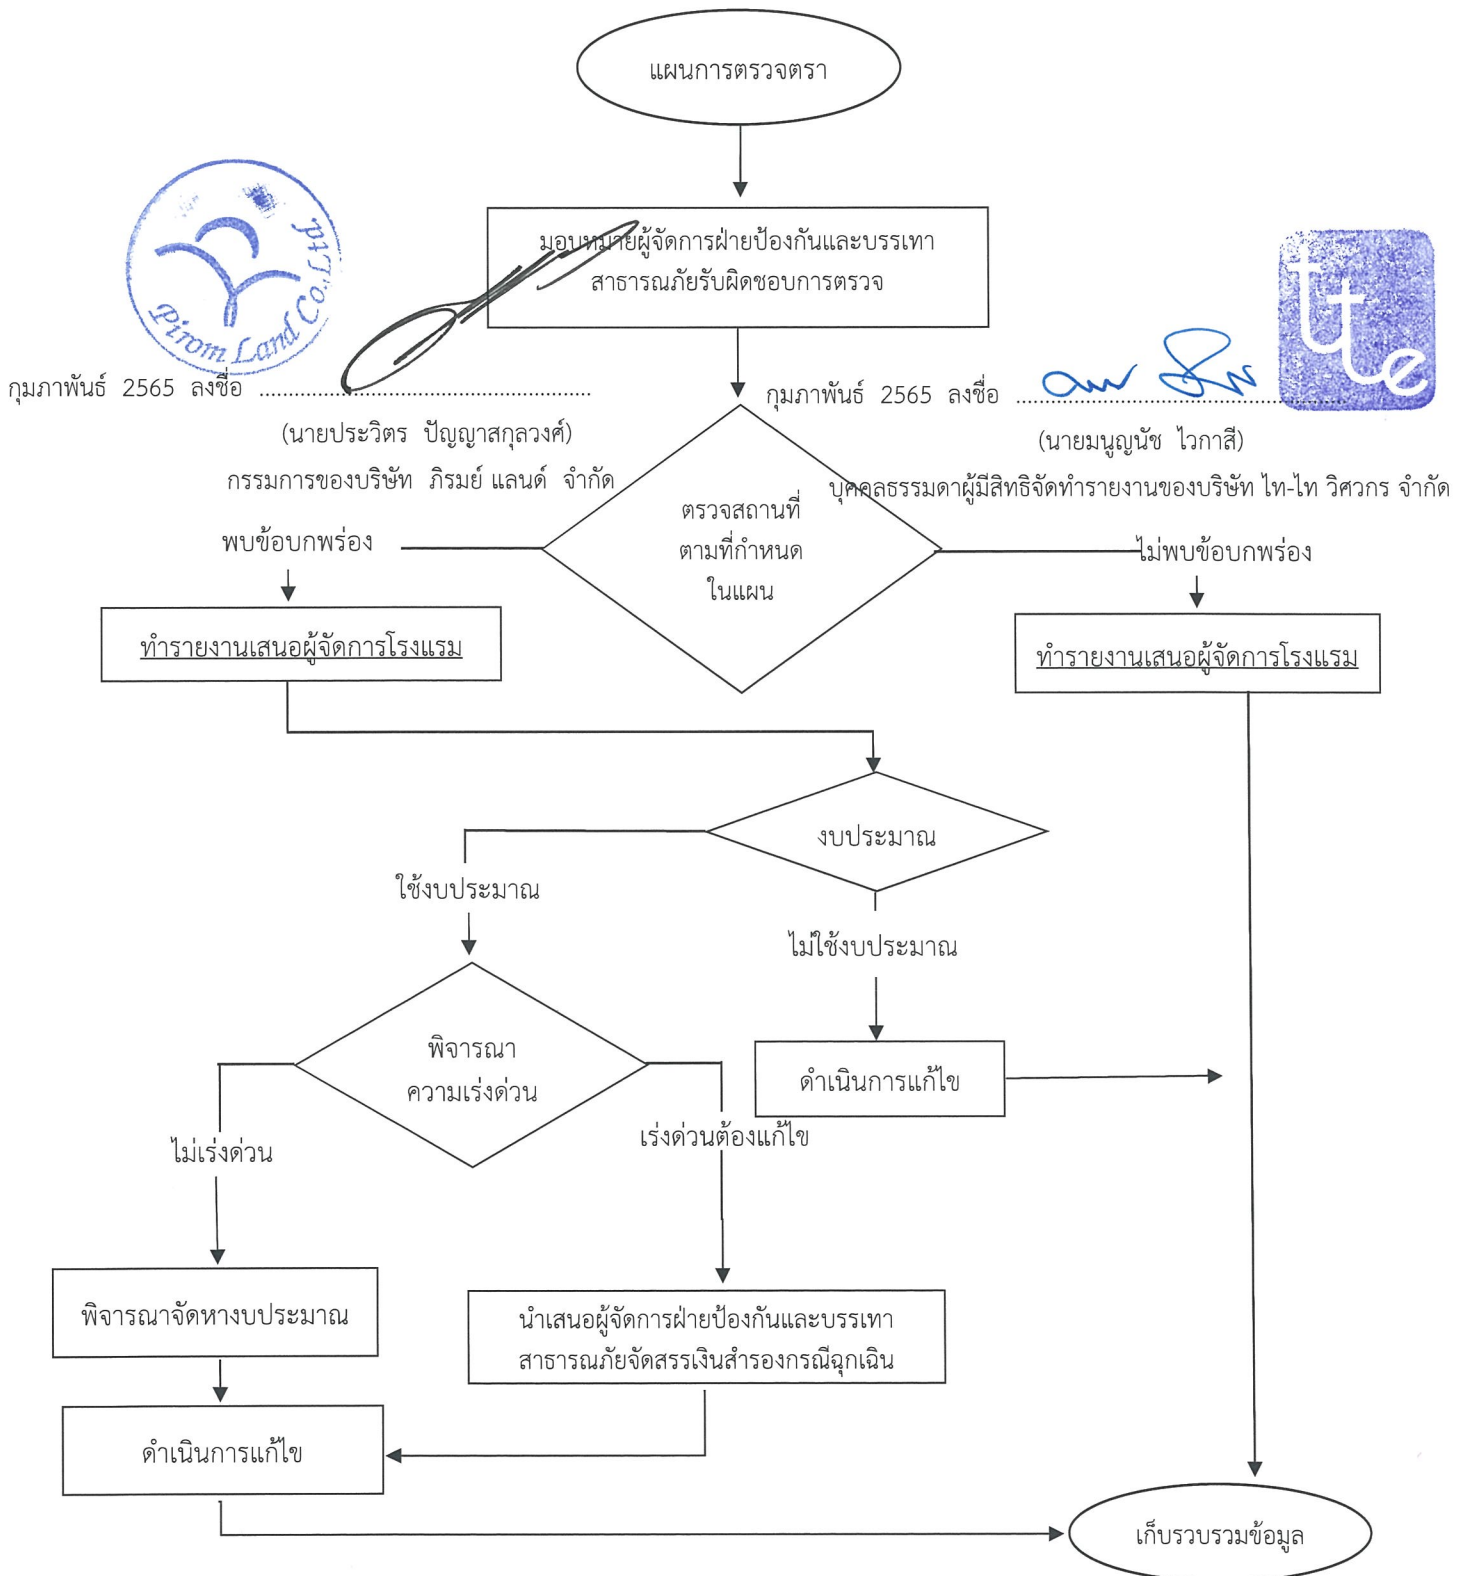 แผนการตรวจตรา
มอบหมายผู้จัดการฝ่ายป้องกันและบรรเทา
สาธารณภัยรับผิดชอบการตรวจ
Pirom Land Co.,Ltd.
tte
กุมภาพันธ์ 2565 ลงชื่อ
(นายประวิตร ปัญญาสกุลวงศ์)
กรรมการของบริษัท ภิรมย์ แลนด์ จำกัด
กุมภาพันธ์ 2565 ลงชื่อ
(นายมนูญนัช ไวกาสี)
บุคคลธรรมดาผู้มีสิทธิจัดทำรายงานของบริษัท ไท-ไท วิศวกร จำกัด
ตรวจสถานที่
ตามที่กำหนด
ในแผน
พบข้อบกพร่อง
ไม่พบข้อบกพร่อง
ทำรายงานเสนอผู้จัดการโรงแรม
ทำรายงานเสนอผู้จัดการโรงแรม
งบประมาณ
ใช้งบประมาณ
ไม่ใช้งบประมาณ
พิจารณา
ความเร่งด่วน
ดำเนินการแก้ไข
ไม่เร่งด่วน
เร่งด่วนต้องแก้ไข
พิจารณาจัดหางบประมาณ
นำเสนอผู้จัดการฝ่ายป้องกันและบรรเทา
สาธารณภัยจัดสรรเงินสำรองกรณีฉุกเฉิน
ดำเนินการแก้ไข
เก็บรวบรวมข้อมูล